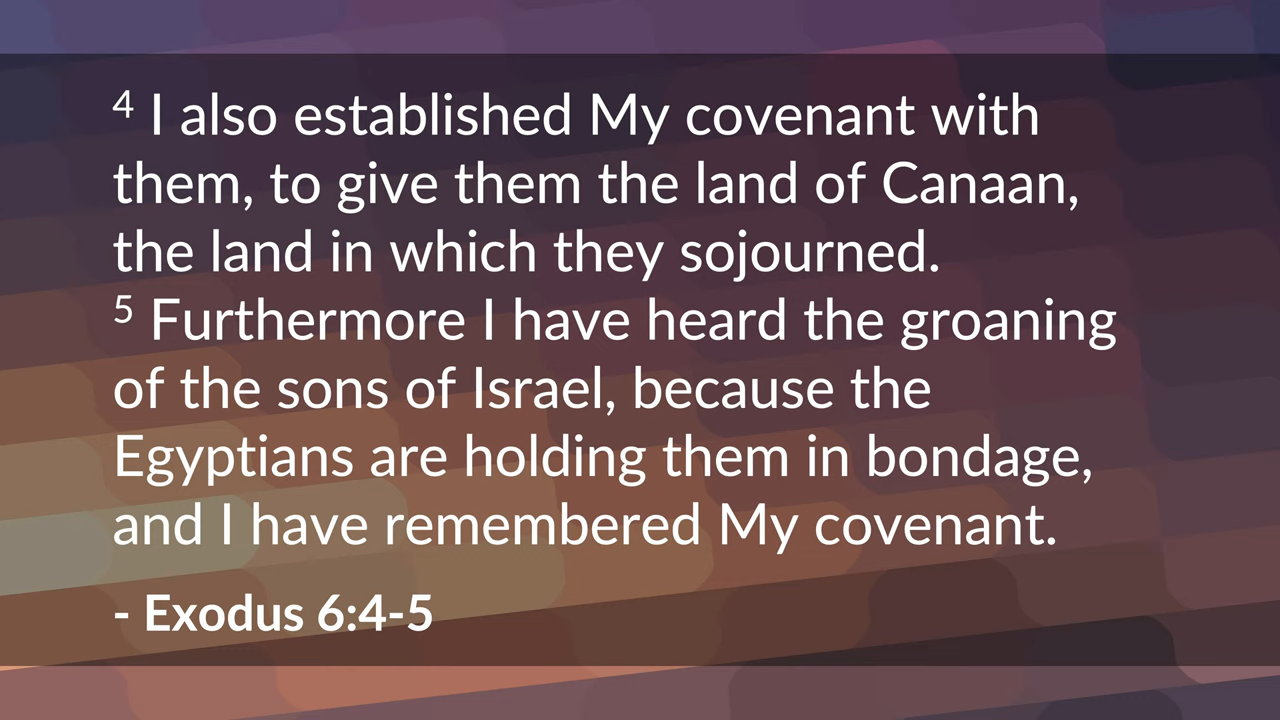 4 I also established My covenant with
them, to give them the land of Canaan,
the land in which they sojourned.
5 Furthermore I have heard the groaning
of the sons of Israel, because the
Egyptians are holding them in bondage,
and I have remembered My covenant.
- Exodus 6:4-5